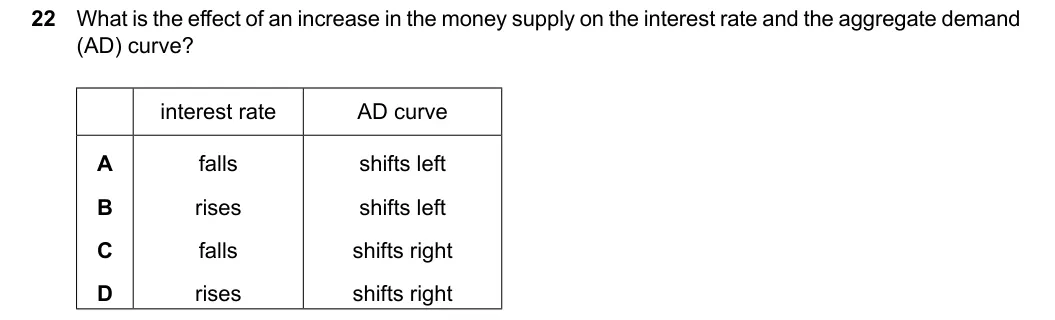 22 What is the effect of an increase in the money supply on the interest rate and the aggregate demand
(AD) curve?
interest rate AD curve
A falls shifts left
B rises shifts left
C falls shifts right
D rises shifts right